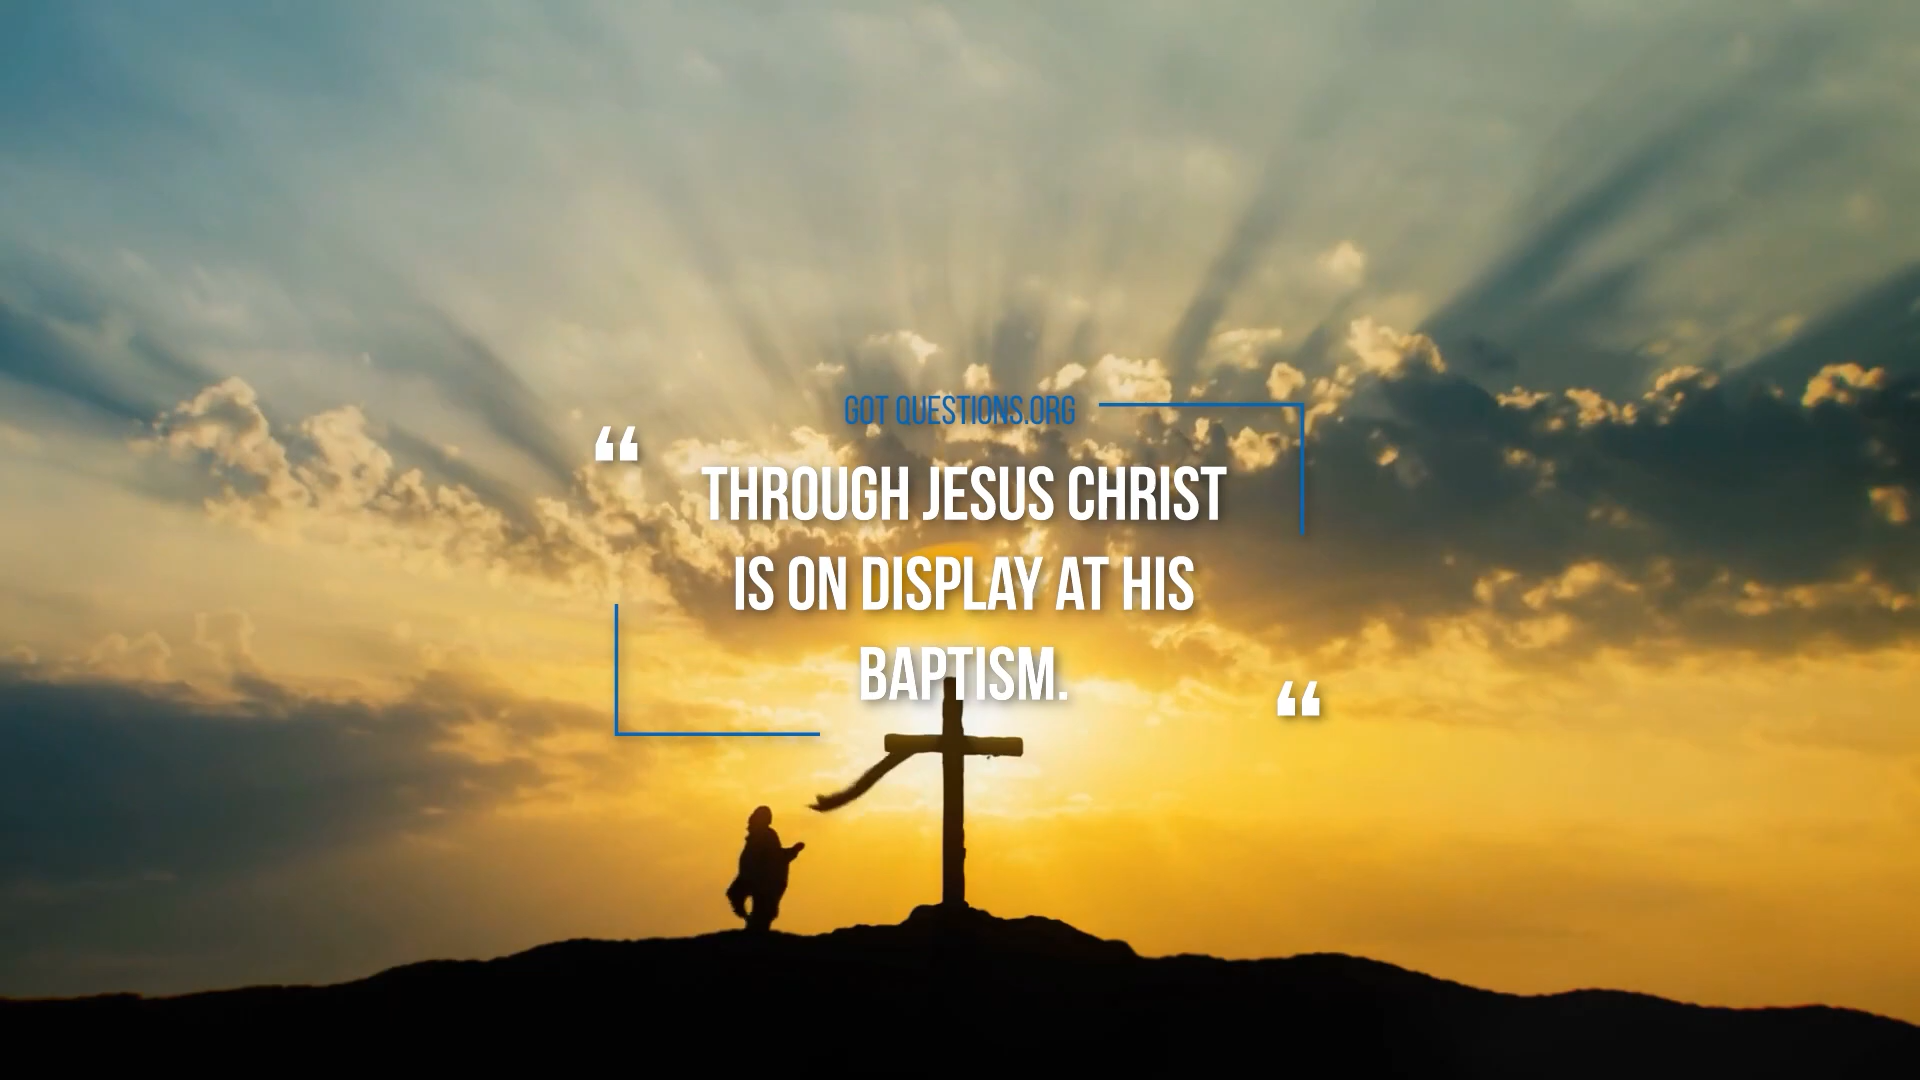 GOT QUESTIONS.ORG
“
THROUGH JESUS CHRIST
IS ON DISPLAY AT HIS
BAPTISM.
“